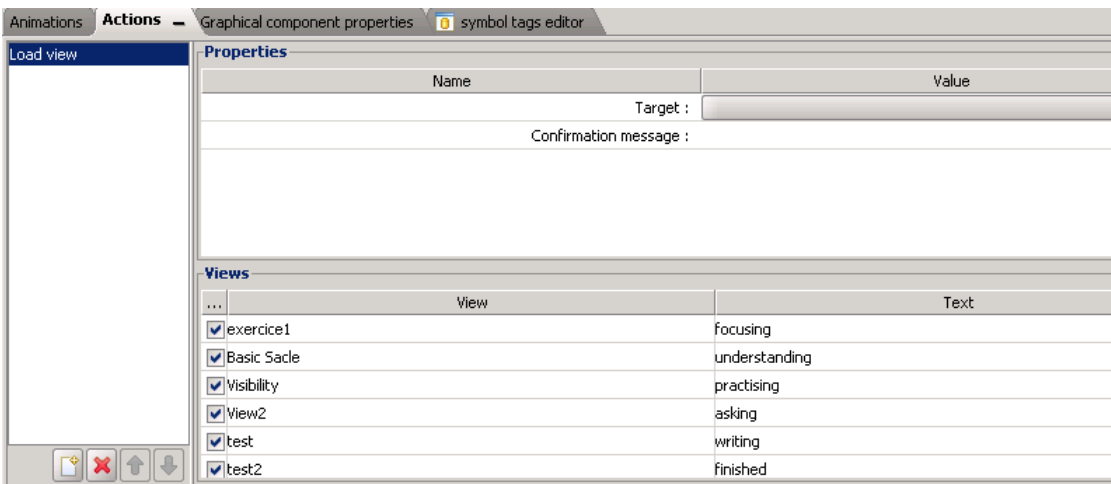 Animations Actions Graphical component properties symbol tags editor
Load view
Properties
Name Value
Target :
Confirmation message :
Views
... View Text
exercice1 focusing
Basic Sacle understanding
Visibility practising
View2 asking
test writing
test2 finished